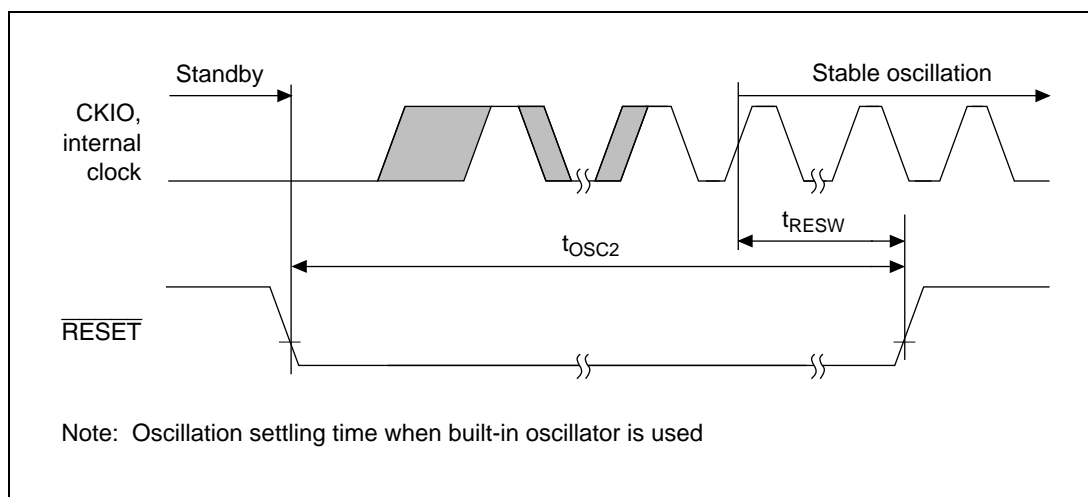 Standby
Stable oscillation
CKIO,
internal
clock
tRESW
tOSC2
RESET
Note: Oscillation settling time when built-in oscillator is used